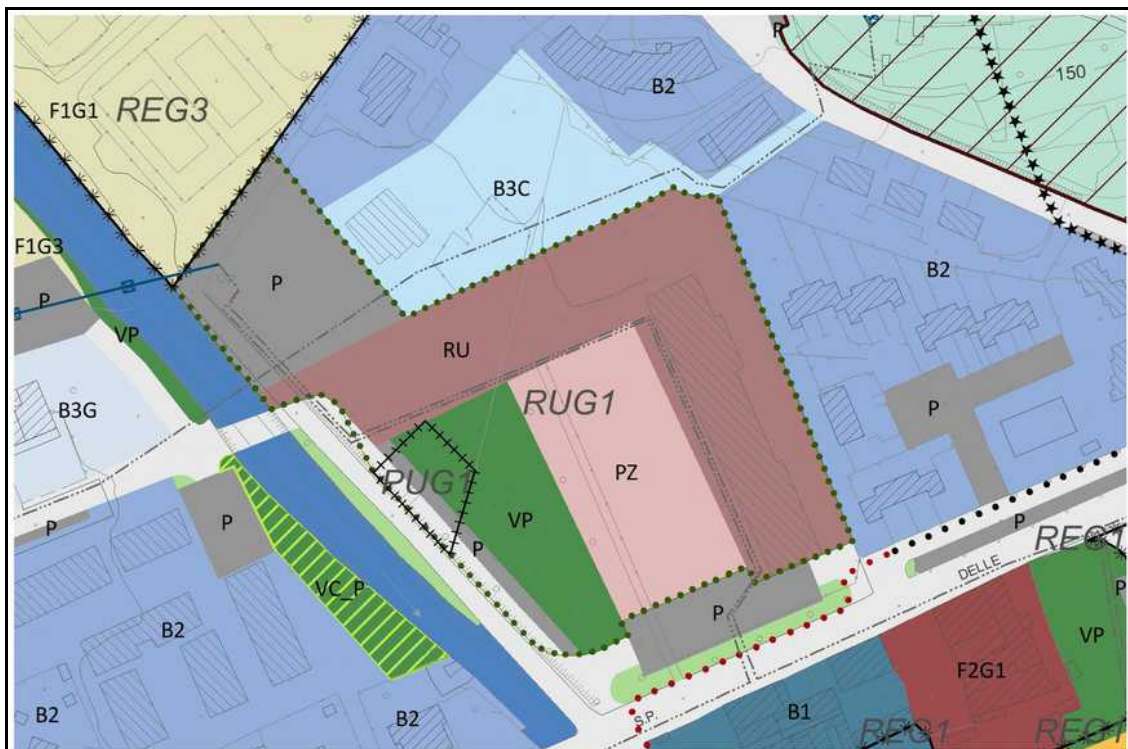 P
B2
150
F1G1
REG3
B3C
B2
F1G3
P
P
VP
RU
B3G
RUG1
P
PUG1
PZ
VP
P
P
P
P
REG1
DELLE
VC_P
P
P
B2
VP
F2G1
B2
B2
S.P.
B1
REG1
REG1